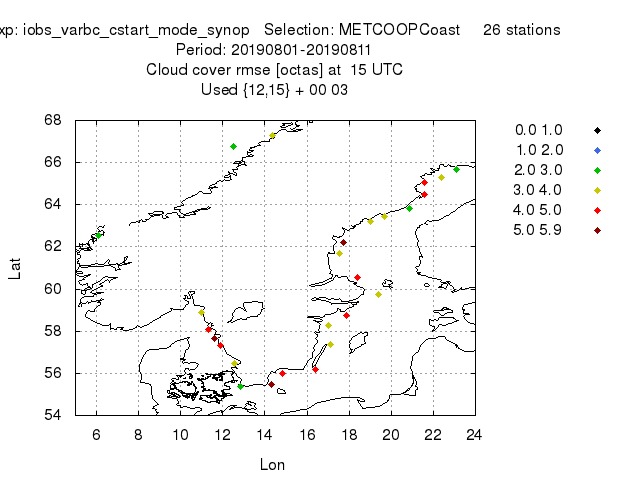 xp: iobs_varbc_cstart_mode_synop Selection: METCOOPCoast 26 stations
Period: 20190801-20190811
Cloud cover rmse [octas] at 15 UTC
Used {12,15} + 00 03
68
66
64
62
60
58
56
54
Lat
6 8 10 12 14 16 18 20 22 24
Lon
0.0 1.0
1.0 2.0
2.0 3.0
3.0 4.0
4.0 5.0
5.0 5.9